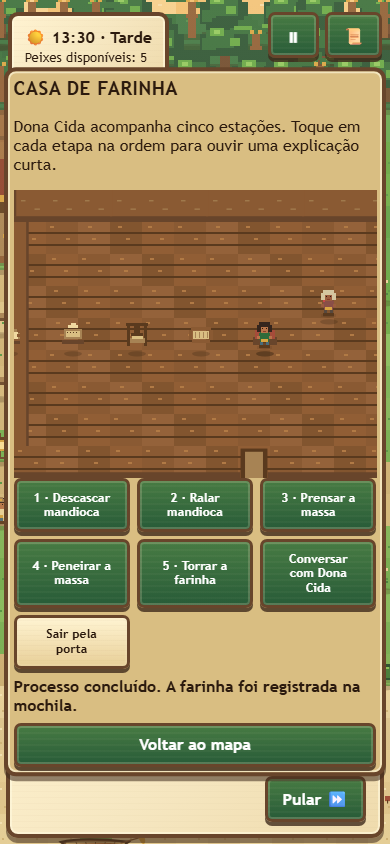 13:30 · Tarde
Peixes disponíveis: 5
CASA DE FARINHA
Dona Cida acompanha cinco estações. Toque em
cada etapa na ordem para ouvir uma explicação
curta.
1 · Descascar
mandioca
2 · Ralar
mandioca
3 · Prensar a
massa
4 · Peneirar a
massa
5 · Torrar a
farinha
Conversar
com Dona
Cida
Sair pela
porta
Processo concluído. A farinha foi registrada na
mochila.
Voltar ao mapa
Pular